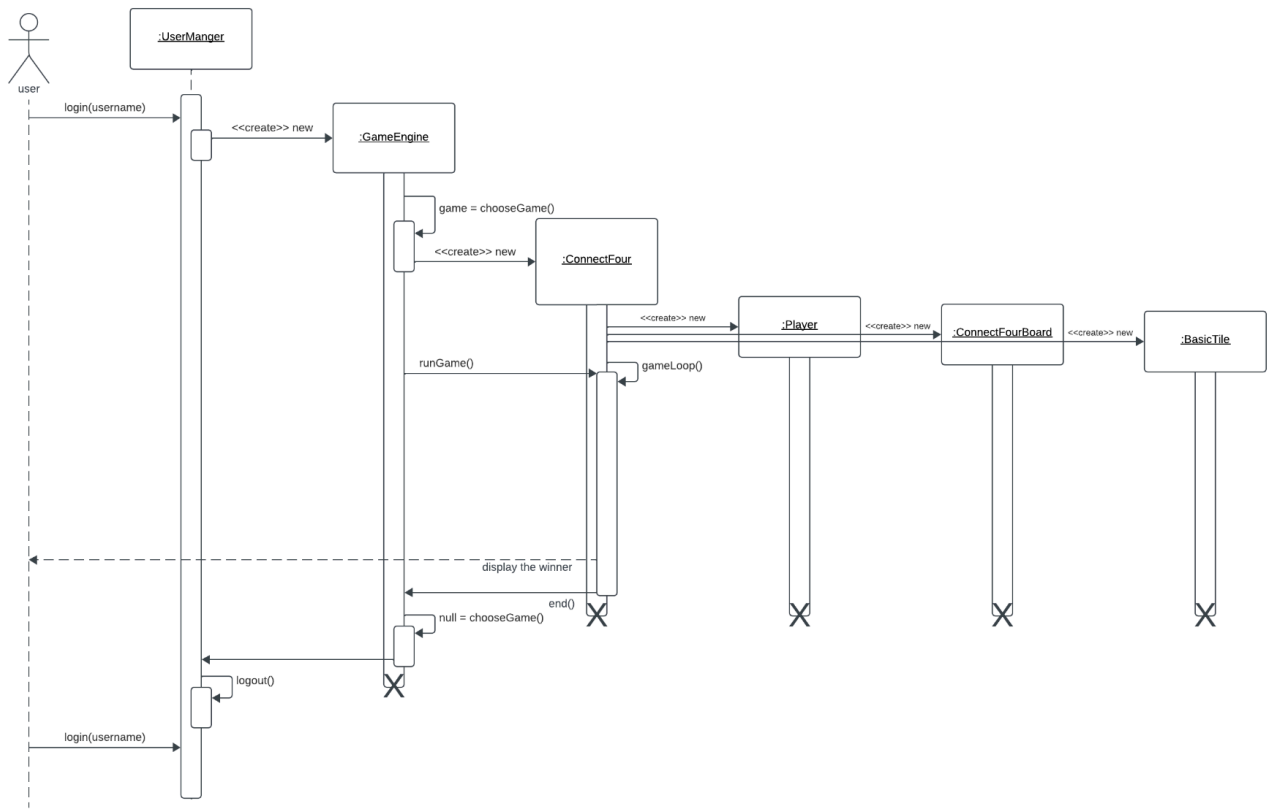 :UserManger
user
login(username)
<<create>> new
:GameEngine
game = chooseGame()
<<create>> new
:ConnectFour
<<create>> new
:Player
<<create>> new
:ConnectFourBoard
<<create>> new
:BasicTile
runGame()
gameLoop()
display the winner
end()
null = chooseGame()
logout()
login(username)